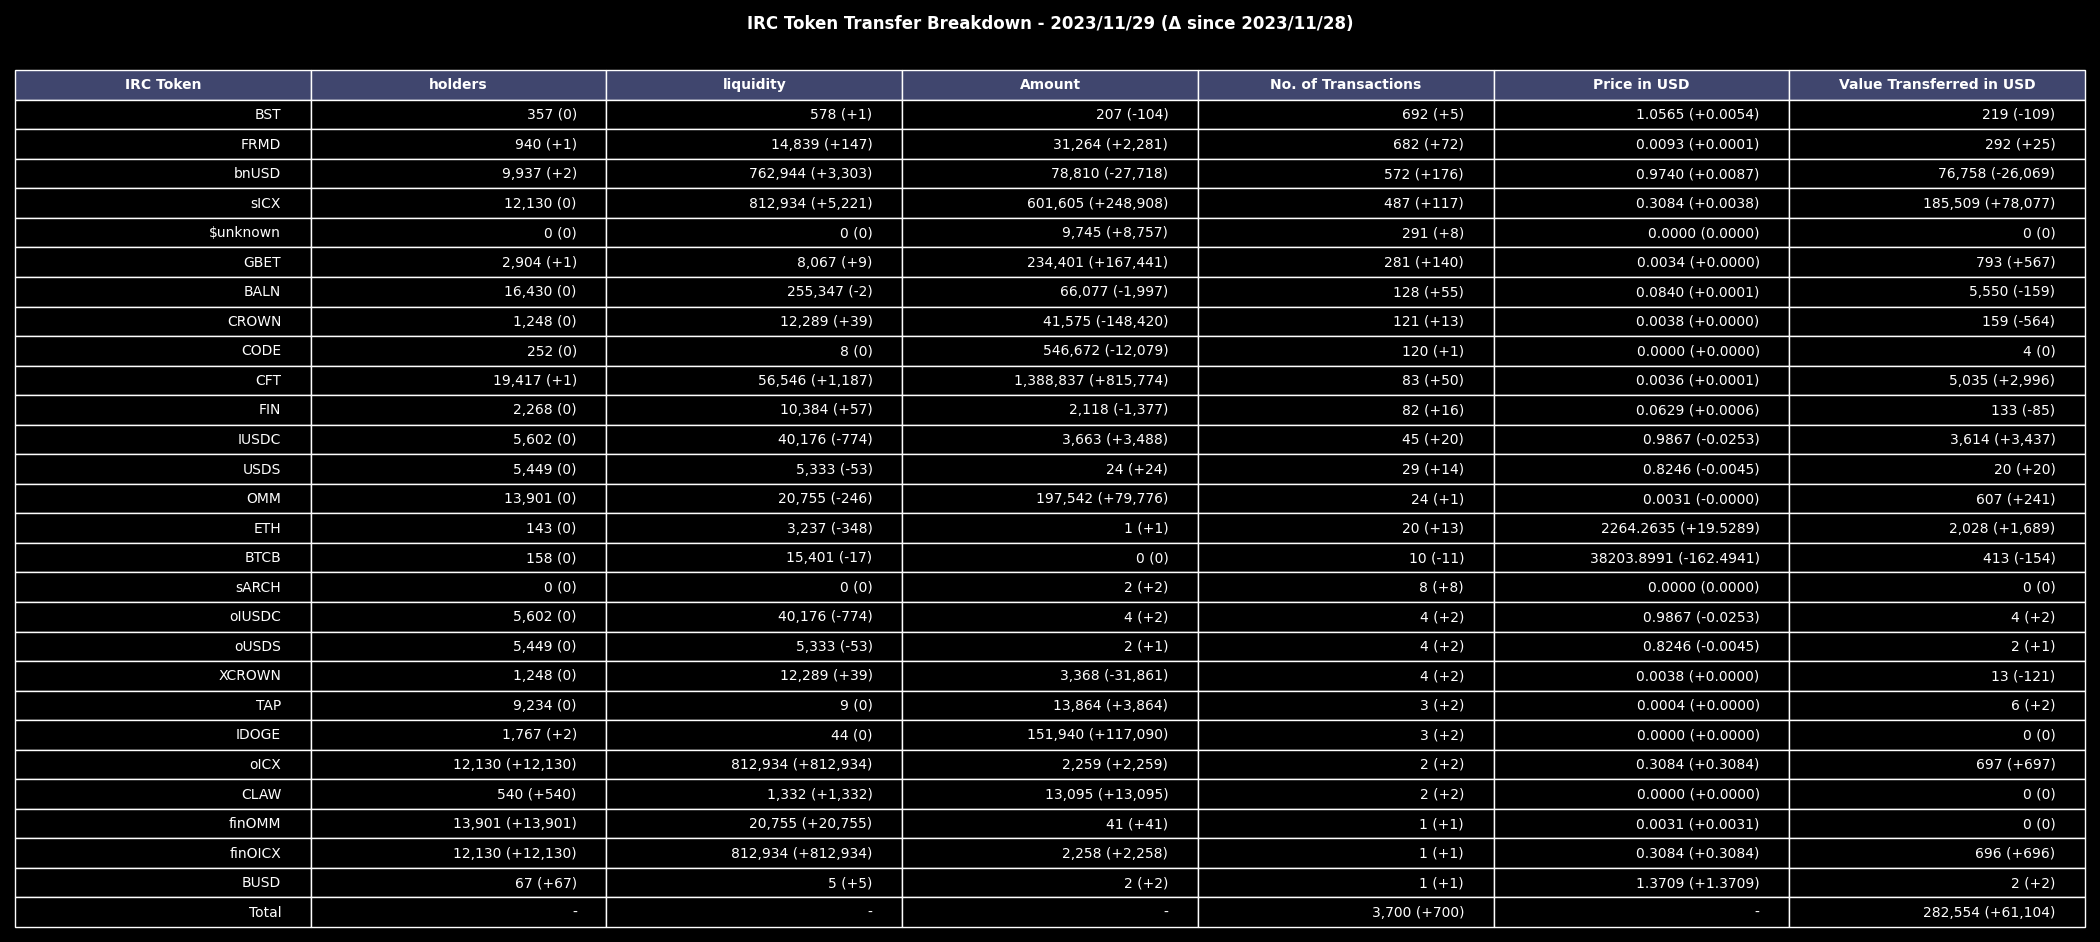 IRC Token Transfer Breakdown - 2023/11/29 (Δ since 2023/11/28)
IRC Token holders liquidity Amount No. of Transactions Price in USD Value Transferred in USD
BST 357 (0) 578 (+1) 207 (-104) 692 (+5) 1.0565 (+0.0054) 219 (-109)
FRMD 940 (+1) 14,839 (+147) 31,264 (+2,281) 682 (+72) 0.0093 (+0.0001) 292 (+25)
bnUSD 9,937 (+2) 762,944 (+3,303) 78,810 (-27,718) 572 (+176) 0.9740 (+0.0087) 76,758 (-26,069)
sICX 12,130 (0) 812,934 (+5,221) 601,605 (+248,908) 487 (+117) 0.3084 (+0.0038) 185,509 (+78,077)
$unknown 0 (0) 0 (0) 9,745 (+8,757) 291 (+8) 0.0000 (0.0000) 0 (0)
GBET 2,904 (+1) 8,067 (+9) 234,401 (+167,441) 281 (+140) 0.0034 (+0.0000) 793 (+567)
BALN 16,430 (0) 255,347 (-2) 66,077 (-1,997) 128 (+55) 0.0840 (+0.0001) 5,550 (-159)
CROWN 1,248 (0) 12,289 (+39) 41,575 (-148,420) 121 (+13) 0.0038 (+0.0000) 159 (-564)
CODE 252 (0) 8 (0) 546,672 (-12,079) 120 (+1) 0.0000 (+0.0000) 4 (0)
CFT 19,417 (+1) 56,546 (+1,187) 1,388,837 (+815,774) 83 (+50) 0.0036 (+0.0001) 5,035 (+2,996)
FIN 2,268 (0) 10,384 (+57) 2,118 (-1,377) 82 (+16) 0.0629 (+0.0006) 133 (-85)
IUSDC 5,602 (0) 40,176 (-774) 3,663 (+3,488) 45 (+20) 0.9867 (-0.0253) 3,614 (+3,437)
USDS 5,449 (0) 5,333 (-53) 24 (+24) 29 (+14) 0.8246 (-0.0045) 20 (+20)
OMM 13,901 (0) 20,755 (-246) 197,542 (+79,776) 24 (+1) 0.0031 (-0.0000) 607 (+241)
ETH 143 (0) 3,237 (-348) 1 (+1) 20 (+13) 2264.2635 (+19.5289) 2,028 (+1,689)
BTCB 158 (0) 15,401 (-17) 0 (0) 10 (-11) 38203.8991 (-162.4941) 413 (-154)
sARCH 0 (0) 0 (0) 2 (+2) 8 (+8) 0.0000 (0.0000) 0 (0)
oIUSDC 5,602 (0) 40,176 (-774) 4 (+2) 4 (+2) 0.9867 (-0.0253) 4 (+2)
oUSDS 5,449 (0) 5,333 (-53) 2 (+1) 4 (+2) 0.8246 (-0.0045) 2 (+1)
XCROWN 1,248 (0) 12,289 (+39) 3,368 (-31,861) 4 (+2) 0.0038 (+0.0000) 13 (-121)
TAP 9,234 (0) 9 (0) 13,864 (+3,864) 3 (+2) 0.0004 (+0.0000) 6 (+2)
IDOGE 1,767 (+2) 44 (0) 151,940 (+117,090) 3 (+2) 0.0000 (+0.0000) 0 (0)
oICX 12,130 (+12,130) 812,934 (+812,934) 2,259 (+2,259) 2 (+2) 0.3084 (+0.3084) 697 (+697)
CLAW 540 (+540) 1,332 (+1,332) 13,095 (+13,095) 2 (+2) 0.0000 (+0.0000) 0 (0)
finOMM 13,901 (+13,901) 20,755 (+20,755) 41 (+41) 1 (+1) 0.0031 (+0.0031) 0 (0)
finOICX 12,130 (+12,130) 812,934 (+812,934) 2,258 (+2,258) 1 (+1) 0.3084 (+0.3084) 696 (+696)
BUSD 67 (+67) 5 (+5) 2 (+2) 1 (+1) 1.3709 (+1.3709) 2 (+2)
Total - - - 3,700 (+700) - 282,554 (+61,104)